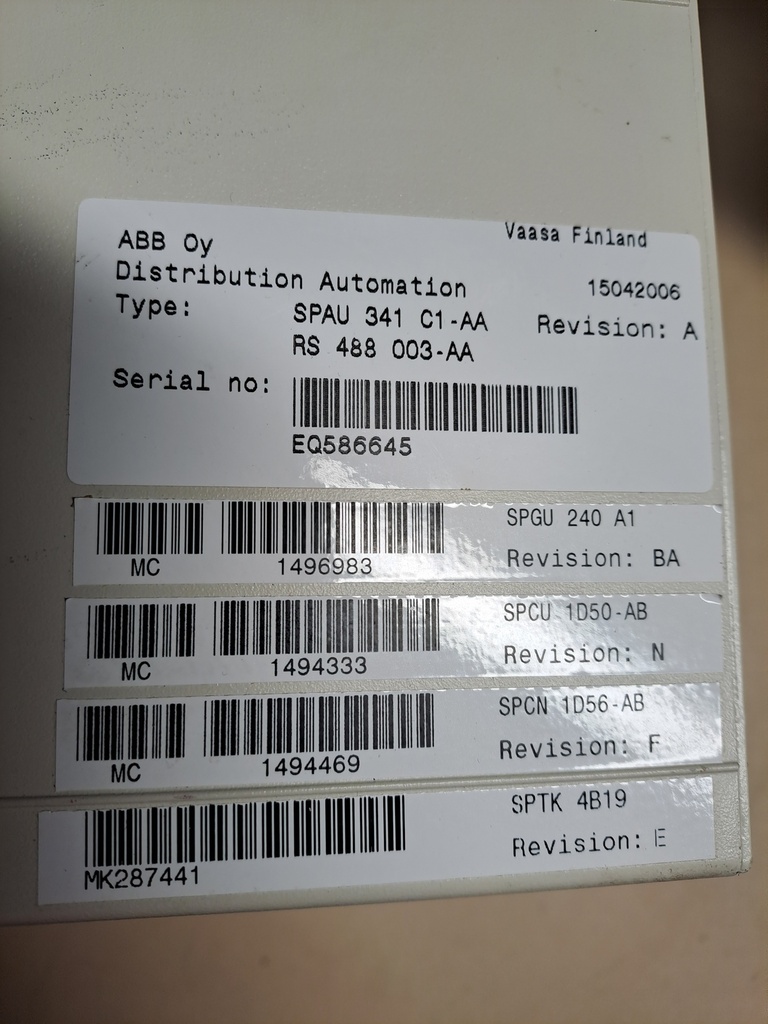 ABB Oy
Vaasa Finland
Distribution Automation
15042006
Type: SPAU 341 C1-AA Revision: A
RS 488 003-AA
Serial no:
EQ586645
SPGU 240 A1
MC 1496983 Revision: BA
SPCU 1D50-AB
MC 1494333 Revision: N
SPCN 1D56-AB
MC 1494469 Revision: F
SPTK 4B19
MK287441 Revision: E